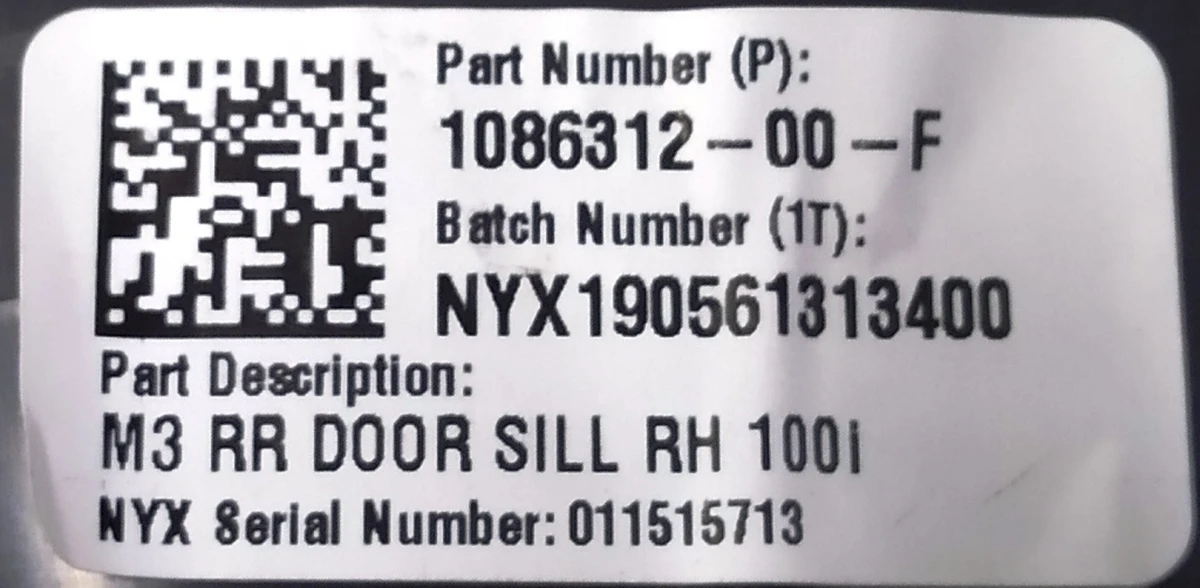 Part Number (P):
1086312-00-F
Batch Number (1T):
NYX190561313400
Part Description:
M3 RR DOOR SILL RH 100i
NYX Serial Number: 011515713